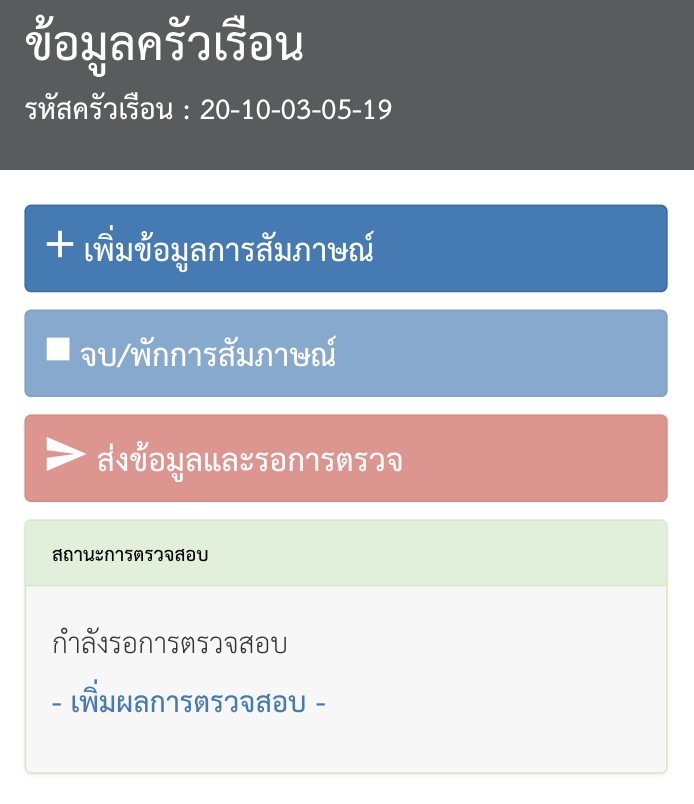 ข้อมูลครัวเรือน
รหัสครัวเรือน : 20-10-03-05-19
เพิ่มข้อมูลการสัมภาษณ์
จบ/พักการสัมภาษณ์
ส่งข้อมูลและรอการตรวจ
สถานะการตรวจสอบ
กำลังรอการตรวจสอบ
- เพิ่มผลการตรวจสอบ -